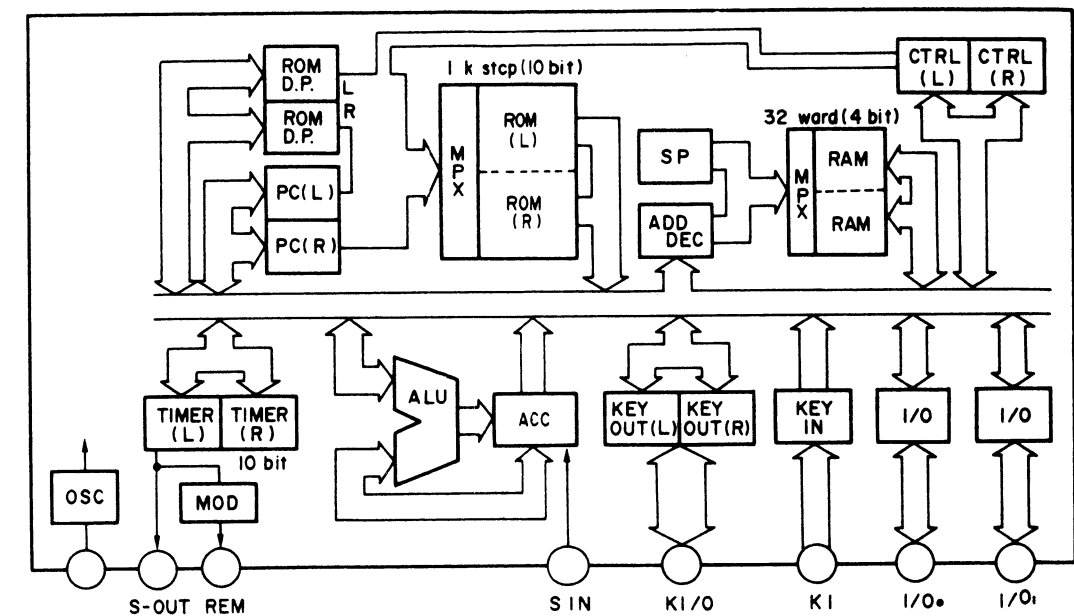 ROM
D.P.
L
R
ROM
D.P.
PC(L)
PC(R)
1 k stcp(10 bit)
M
P
X
ROM
(L)
ROM
(R)
SP
ADD
DEC
32 ward(4 bit)
M
P
X
RAM
RAM
CTRL
(L)
CTRL
(R)
TIMER
(L)
TIMER
(R)
10 bit
OSC
MOD
ALU
ACC
KEY
OUT(L)
KEY
OUT(R)
KEY
IN
I/O
I/O
S-OUT
REM
SIN
KI/O
KI
I/O₀
I/O₁